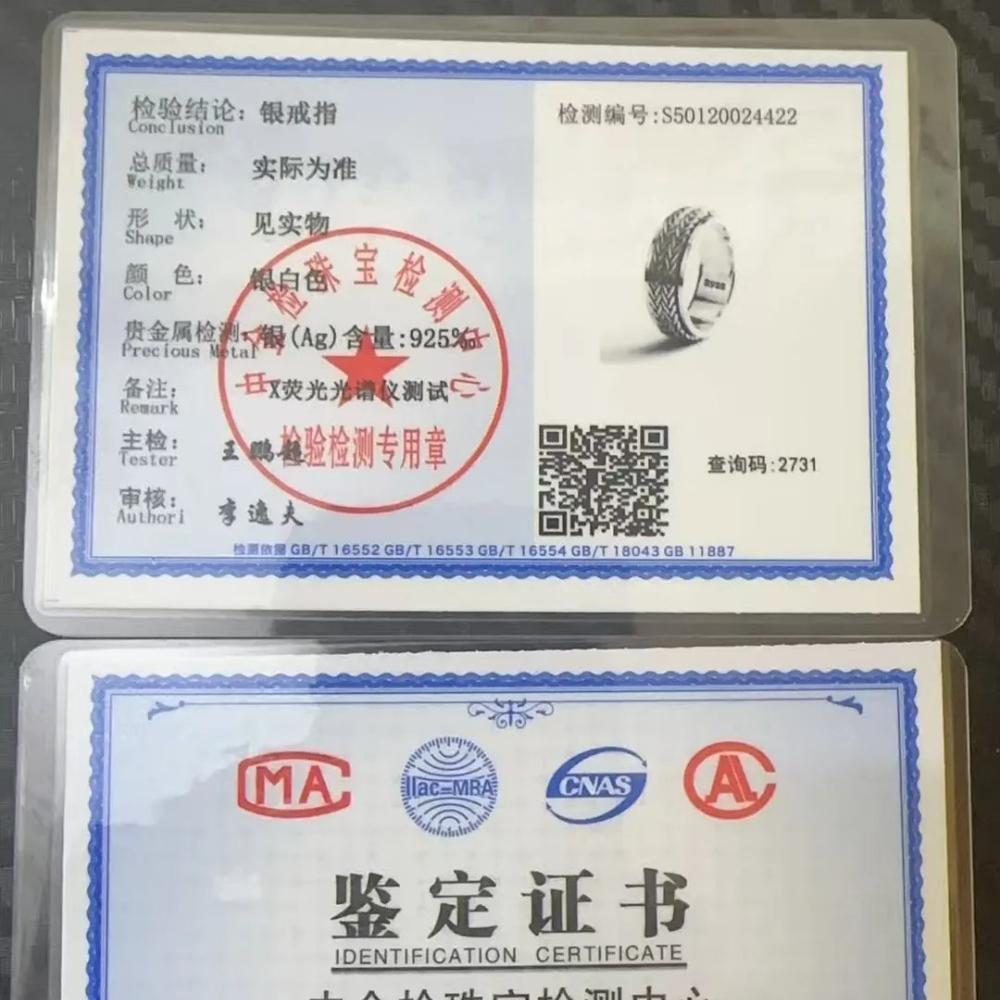 检验结论：银戒指
Conclusion
检测编号:S50120024422
总质量：实际为准
Weight
形 状：见实物
Shape
颜 色：银白色
Color
贵金属检测：银(Ag)含量:925‰
Precious Metal
备注：X荧光光谱仪测试
Remark
主检：王鹏超
Tester
审核：李逸夫
Authori
查询码:2731
检验检测专用章
检测依据 GB/T 16552 GB/T 16553 GB/T 16554 GB/T 18043 GB 11887
MA
ilac-MRA
CNAS
AL
鉴定证书
IDENTIFICATION CERTIFICATE